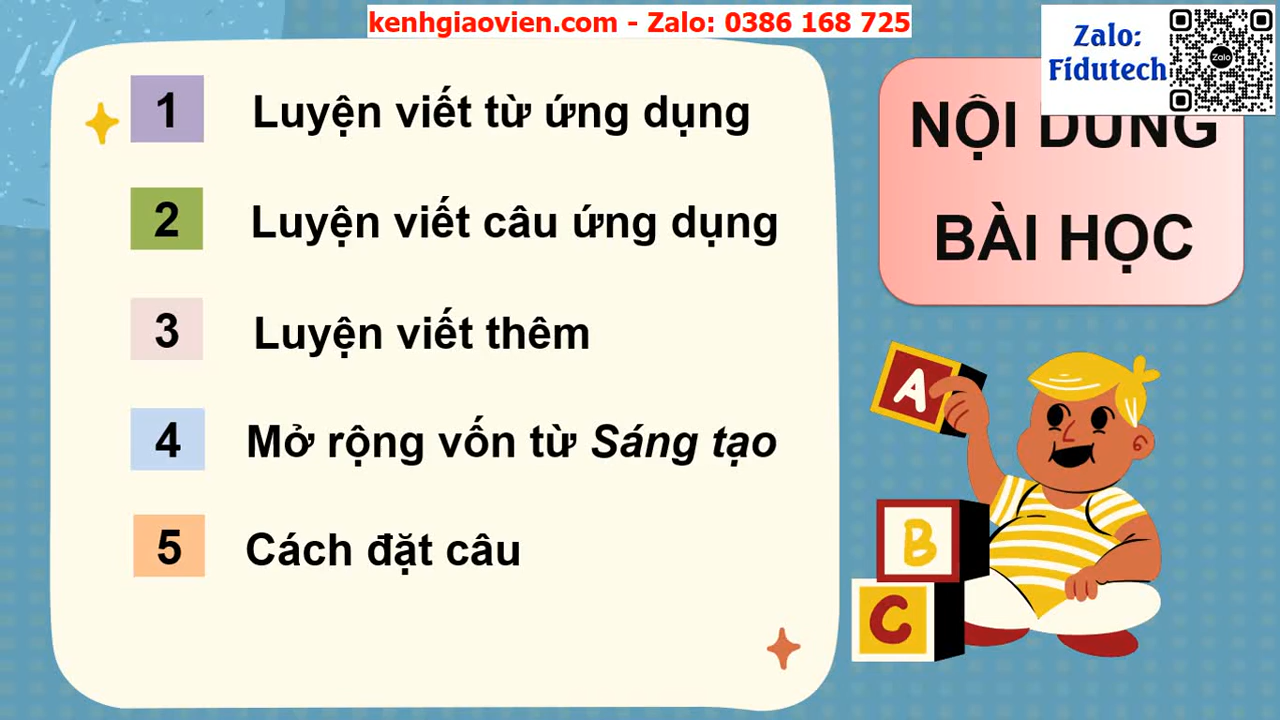 kenhgiaovien.com - Zalo: 0386 168 725
Zalo:
Fidutech
Zalo
NỘI DUNG
BÀI HỌC
1 Luyện viết từ ứng dụng
2 Luyện viết câu ứng dụng
3 Luyện viết thêm
4 Mở rộng vốn từ Sáng tạo
5 Cách đặt câu
A
B
C